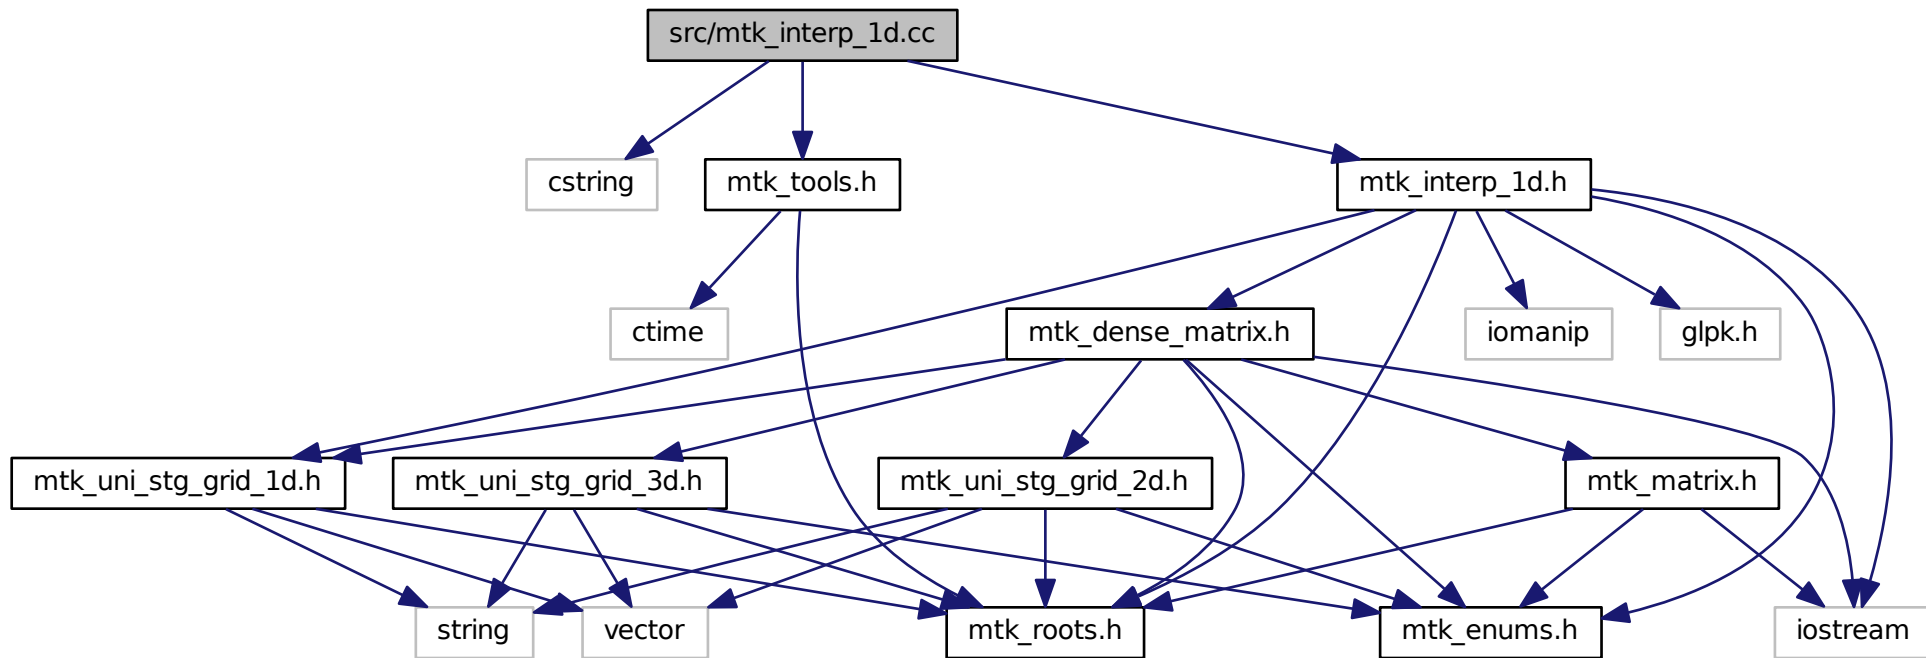 src/mtk_interp_1d.cc
cstring
mtk_tools.h
mtk_interp_1d.h
ctime
mtk_dense_matrix.h
iomanip
glpk.h
mtk_uni_stg_grid_1d.h
mtk_uni_stg_grid_3d.h
mtk_uni_stg_grid_2d.h
mtk_matrix.h
string
vector
mtk_roots.h
mtk_enums.h
iostream